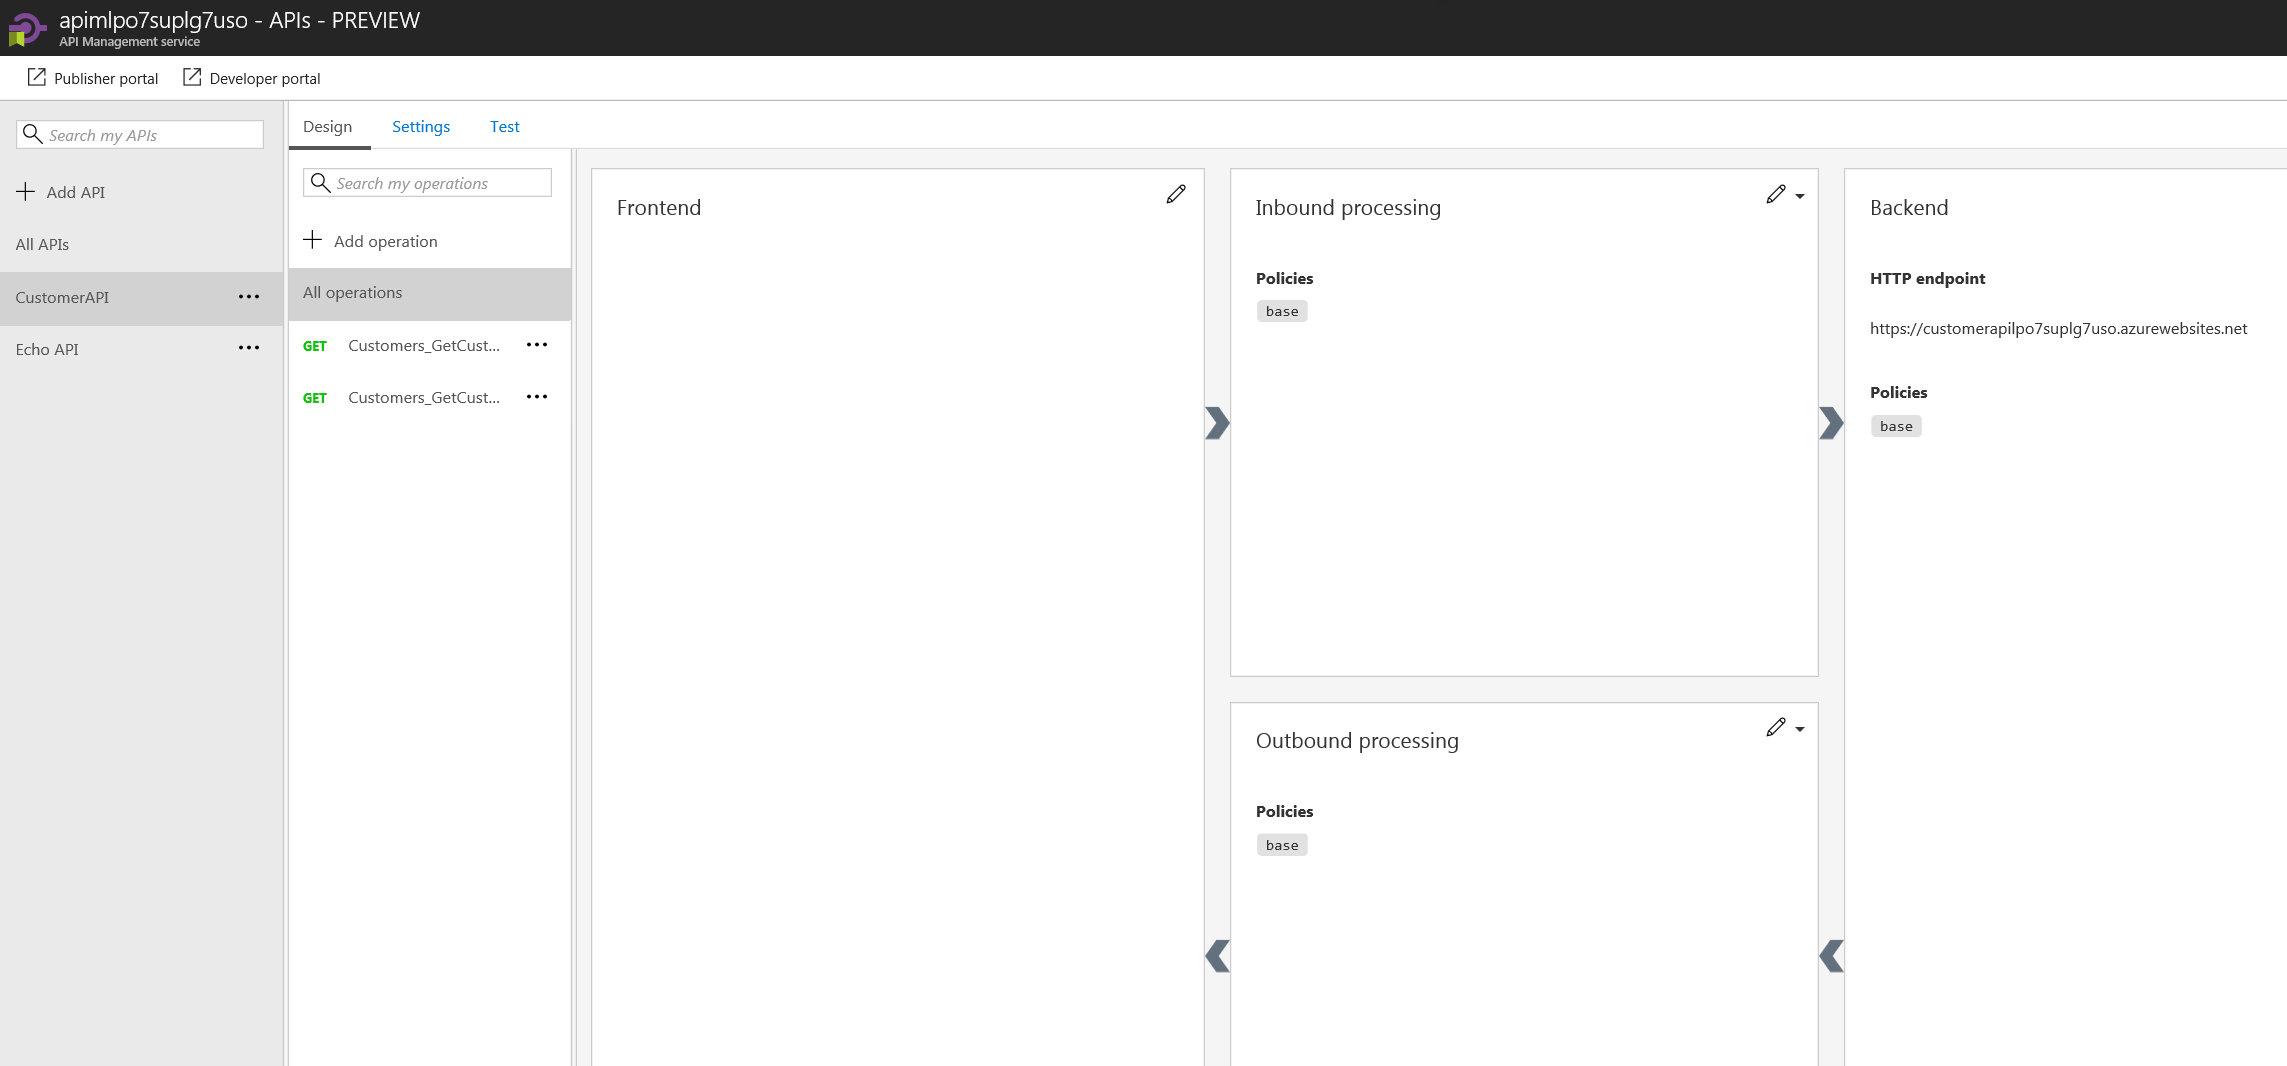 apimlpo7suplg7uso - APIs - PREVIEW
API Management service
Publisher portal
Developer portal
Search my APIs
Add API
All APIs
CustomerAPI
Echo API
Design
Settings
Test
Search my operations
Add operation
All operations
GET Customers_GetCust...
GET Customers_GetCust...
Frontend
Inbound processing
Policies
base
Outbound processing
Policies
base
Backend
HTTP endpoint
https://customerapilpo7suplg7uso.azurewebsites.net
Policies
base